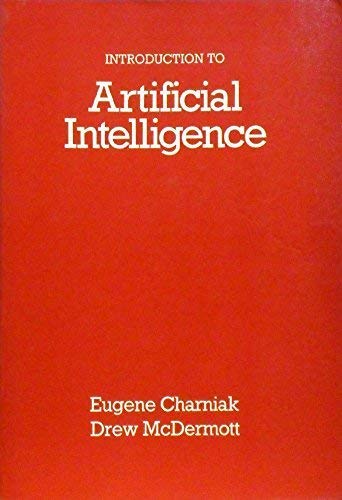 INTRODUCTION TO
Artificial
Intelligence
Eugene Charniak
Drew McDermott